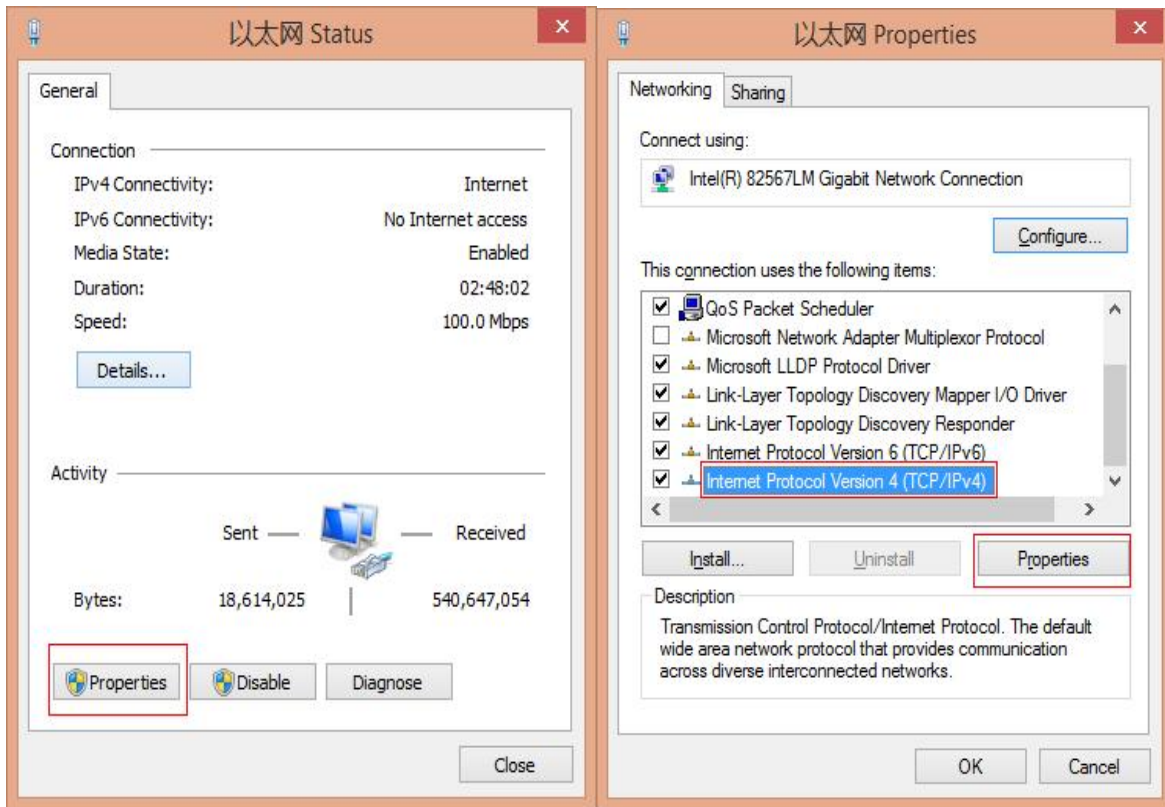 以太网 Status
General
Connection
IPv4 Connectivity: Internet
IPv6 Connectivity: No Internet access
Media State: Enabled
Duration: 02:48:02
Speed: 100.0 Mbps
Details...
Activity
Sent Received
Bytes: 18,614,025 540,647,054
Properties Disable Diagnose
Close
以太网 Properties
Networking Sharing
Connect using:
Intel(R) 82567LM Gigabit Network Connection
Configure...
This connection uses the following items:
QoS Packet Scheduler
Microsoft Network Adapter Multiplexor Protocol
Microsoft LLDP Protocol Driver
Link-Layer Topology Discovery Mapper I/O Driver
Link-Layer Topology Discovery Responder
Internet Protocol Version 6 (TCP/IPv6)
Internet Protocol Version 4 (TCP/IPv4)
Install... Uninstall Properties
Description
Transmission Control Protocol/Internet Protocol. The default
wide area network protocol that provides communication
across diverse interconnected networks.
OK Cancel